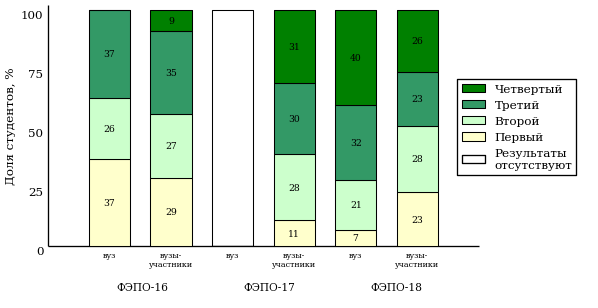 100
75
50
25
0
Доля студентов, %
37
26
37
9
35
27
29
31
30
28
11
40
32
21
7
26
23
28
23
вуз
вузы-
участники
вуз
вузы-
участники
вуз
вузы-
участники
ФЭПО-16
ФЭПО-17
ФЭПО-18
Четвертый
Третий
Второй
Первый
Результаты
отсутствуют